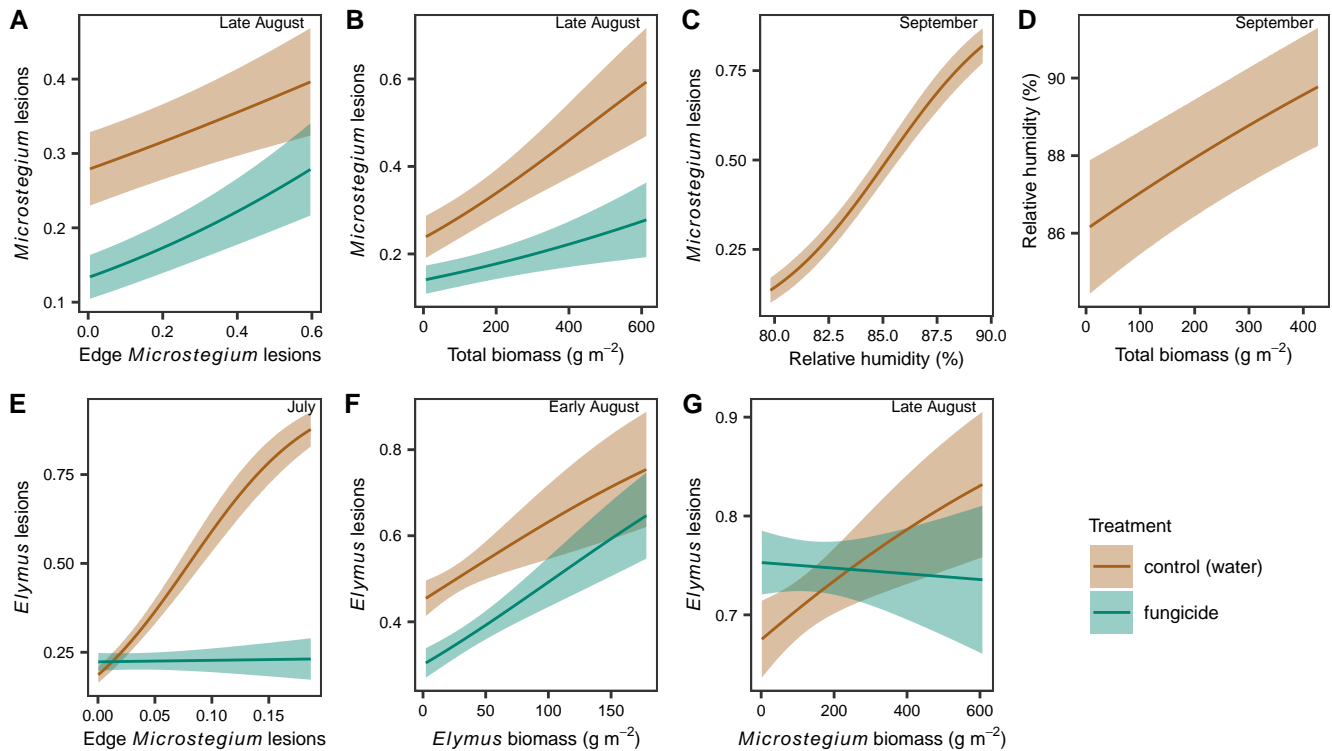 A
Late August
Microstegium lesions
0.4
0.3
0.2
0.1
0.0
0.2
0.4
0.6
Edge Microstegium lesions
B
Late August
Microstegium lesions
0.6
0.4
0.2
0
200
400
600
Total biomass (g m⁻²)
C
September
Microstegium lesions
0.75
0.50
0.25
80.0
82.5
85.0
87.5
90.0
Relative humidity (%)
D
September
Relative humidity (%)
90
88
86
0
100
200
300
400
Total biomass (g m⁻²)
E
July
Elymus lesions
0.75
0.50
0.25
0.00
0.05
0.10
0.15
Edge Microstegium lesions
F
Early August
Elymus lesions
0.8
0.6
0.4
0
50
100
150
Elymus biomass (g m⁻²)
G
Late August
Elymus lesions
0.9
0.8
0.7
0
200
400
600
Microstegium biomass (g m⁻²)
Treatment
control (water)
fungicide